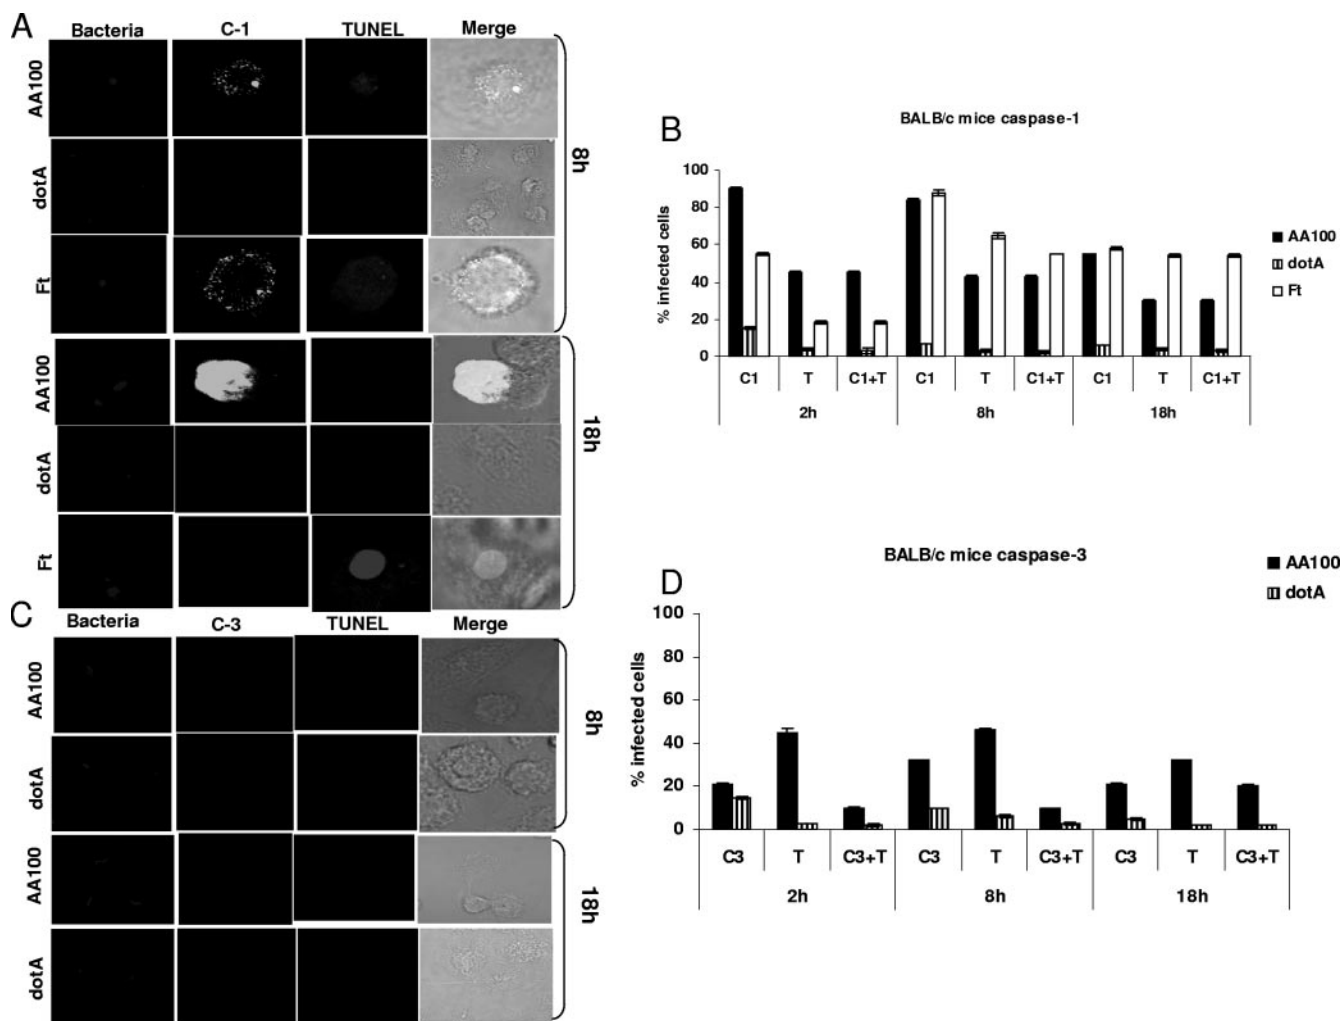 A
Bacteria C-1 TUNEL Merge
AA100
dotA
Ft
8h
AA100
dotA
Ft
18h
B
BALB/c mice caspase-1
% infected cells
100
80
60
40
20
0
C1 T C1+T C1 T C1+T C1 T C1+T
2h 8h 18h
AA100
dotA
Ft
C
Bacteria C-3 TUNEL Merge
AA100
dotA
8h
AA100
dotA
18h
D
BALB/c mice caspase-3
% infected cells
100
80
60
40
20
0
C3 T C3+T C3 T C3+T C3 T C3+T
2h 8h 18h
AA100
dotA